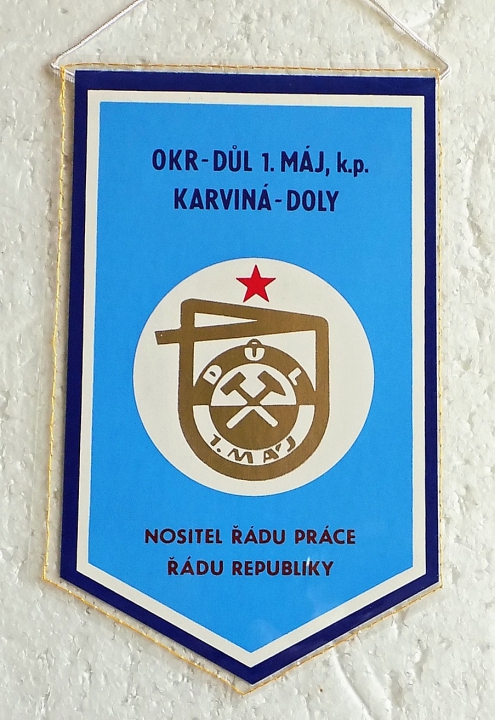 OKR-DŮL 1. MÁJ, k.p.
KARVINÁ-DOLY
DŮL
1. MÁJ
NOSITEL ŘÁDU PRÁCE
ŘÁDU REPUBLIKY